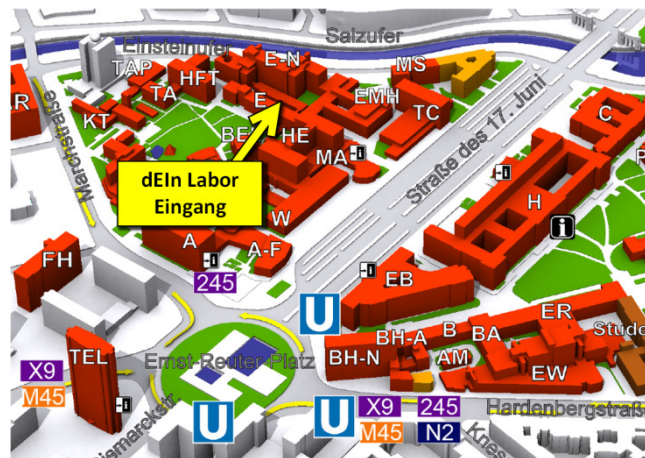 Salzufer
Einsteinufer
E-N
TAP
HFT
MS
TA
E
EMH
AR
KT
TC
C
BE
HE
MA
i
Marchstraße
Straße des 17. Juni
dEIn Labor
Eingang
i
H
W
i
A
A-F
FH
i
i
EB
245
U
ER
B
BA
BH-A
Stud
TEL
Ernst-Reuter-Platz
BH-N
AM
EW
X9
M45
i
U
U
X9
245
Hardenbergstraße
M45
N2